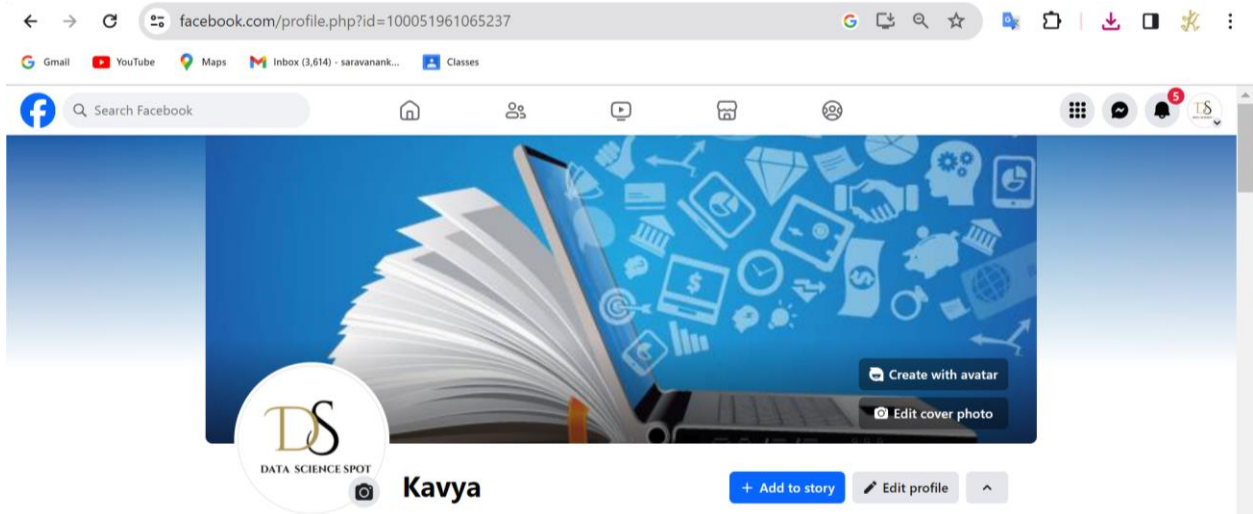 facebook.com/profile.php?id=100051961065237
Gmail YouTube Maps Inbox (3,614) - saravanank... Classes
Search Facebook
5
DS
Create with avatar
Edit cover photo
DS
DATA SCIENCE SPOT
Kavya
+ Add to story Edit profile